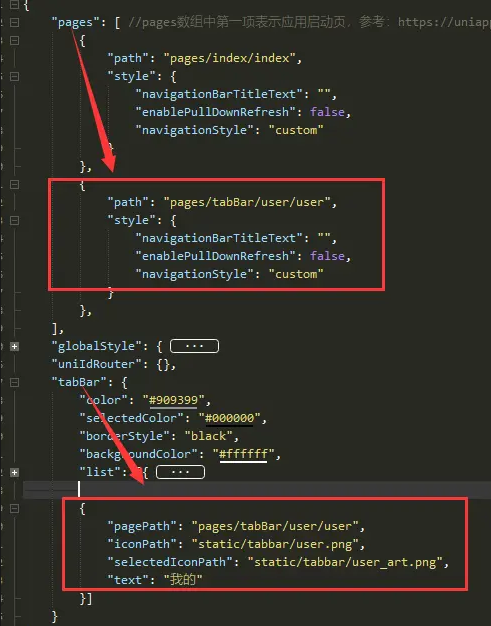 {
"pages": [ //pages数组中第一项表示应用启动页，参考：https://uniapp
{
"path": "pages/index/index",
"style": {
"navigationBarTitleText": "",
"enablePullDownRefresh": false,
"navigationStyle": "custom"
}
},
{
"path": "pages/tabBar/user/user",
"style": {
"navigationBarTitleText": "",
"enablePullDownRefresh": false,
"navigationStyle": "custom"
}
},
],
"globalStyle": { ...
"uniIdRouter": {},
"tabBar": {
"color": "#909399",
"selectedColor": "#000000",
"borderStyle": "black",
"backgroundColor": "#ffffff",
"list": [{ ...
{
"pagePath": "pages/tabBar/user/user",
"iconPath": "static/tabbar/user.png",
"selectedIconPath": "static/tabbar/user_art.png",
"text": "我的"
}]
}